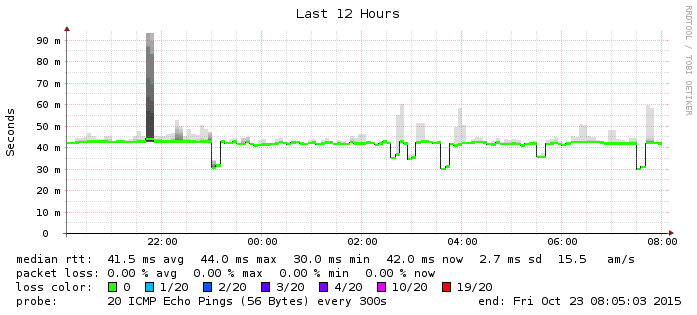 Last 12 Hours
RRDTOOL / TOBI OETIKER
Seconds
90 m
80 m
70 m
60 m
50 m
40 m
30 m
20 m
10 m
0
22:00 00:00 02:00 04:00 06:00 08:00
median rtt: 41.5 ms avg 44.0 ms max 30.0 ms min 42.0 ms now 2.7 ms sd 15.5 am/s
packet loss: 0.00 % avg 0.00 % max 0.00 % min 0.00 % now
loss color: 0 1/20 2/20 3/20 4/20 10/20 19/20
probe: 20 ICMP Echo Pings (56 Bytes) every 300s end: Fri Oct 23 08:05:03 2015